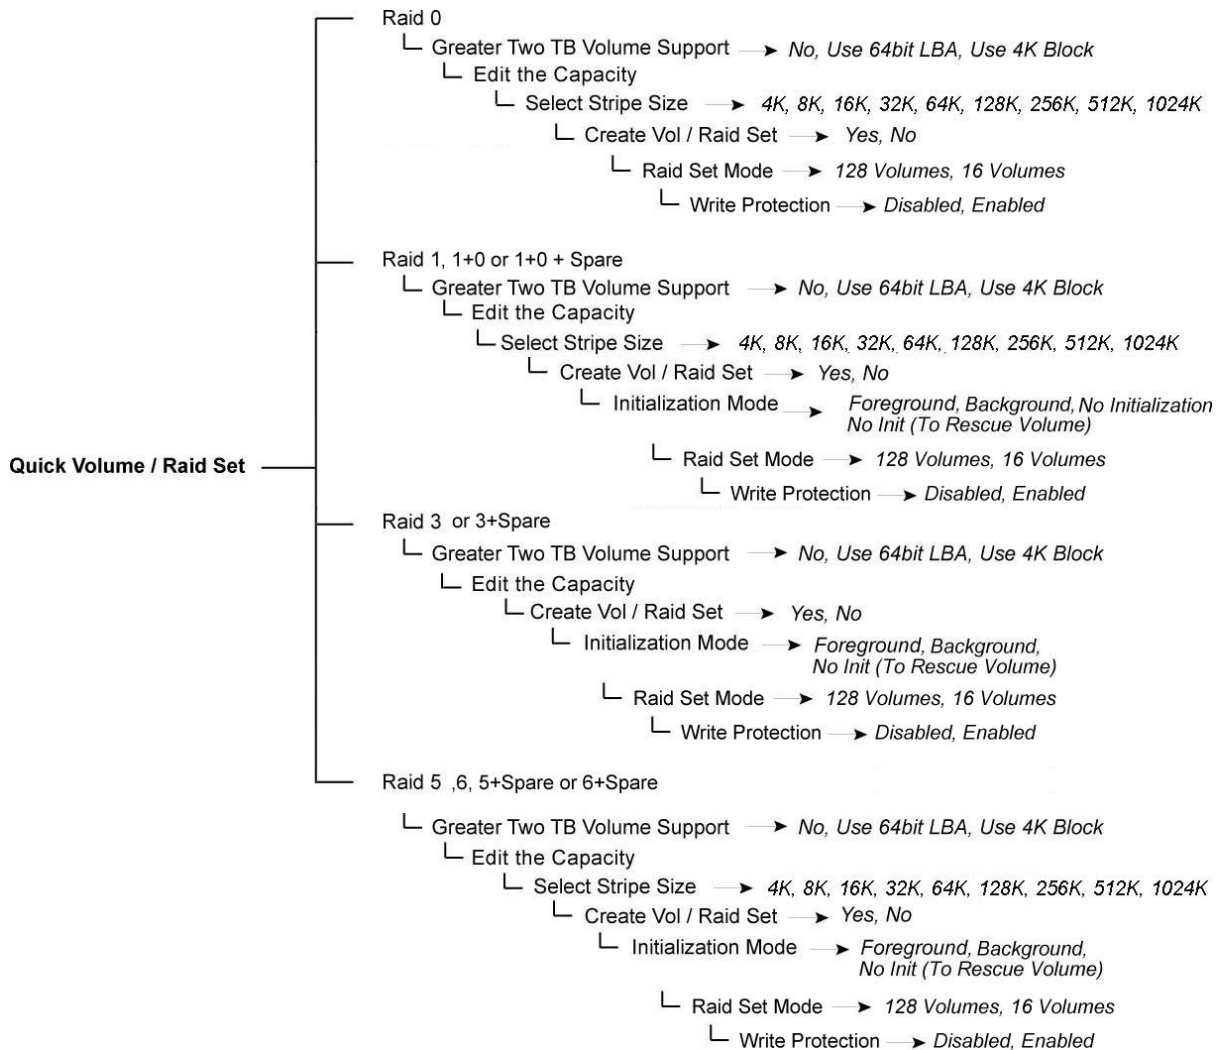 Raid 0
Greater Two TB Volume Support No, Use 64bit LBA, Use 4K Block
Edit the Capacity
Select Stripe Size 4K, 8K, 16K, 32K, 64K, 128K, 256K, 512K, 1024K
Create Vol / Raid Set Yes, No
Raid Set Mode 128 Volumes, 16 Volumes
Write Protection Disabled, Enabled
Raid 1, 1+0 or 1+0 + Spare
Greater Two TB Volume Support No, Use 64bit LBA, Use 4K Block
Edit the Capacity
Select Stripe Size 4K, 8K, 16K, 32K, 64K, 128K, 256K, 512K, 1024K
Create Vol / Raid Set Yes, No
Initialization Mode Foreground, Background, No Initialization
No Init (To Rescue Volume)
Quick Volume / Raid Set
Raid Set Mode 128 Volumes, 16 Volumes
Write Protection Disabled, Enabled
Raid 3 or 3+Spare
Greater Two TB Volume Support No, Use 64bit LBA, Use 4K Block
Edit the Capacity
Create Vol / Raid Set Yes, No
Initialization Mode Foreground, Background,
No Init (To Rescue Volume)
Raid Set Mode 128 Volumes, 16 Volumes
Write Protection Disabled, Enabled
Raid 5 ,6, 5+Spare or 6+Spare
Greater Two TB Volume Support No, Use 64bit LBA, Use 4K Block
Edit the Capacity
Select Stripe Size 4K, 8K, 16K, 32K, 64K, 128K, 256K, 512K, 1024K
Create Vol / Raid Set Yes, No
Initialization Mode Foreground, Background,
No Init (To Rescue Volume)
Raid Set Mode 128 Volumes, 16 Volumes
Write Protection Disabled, Enabled